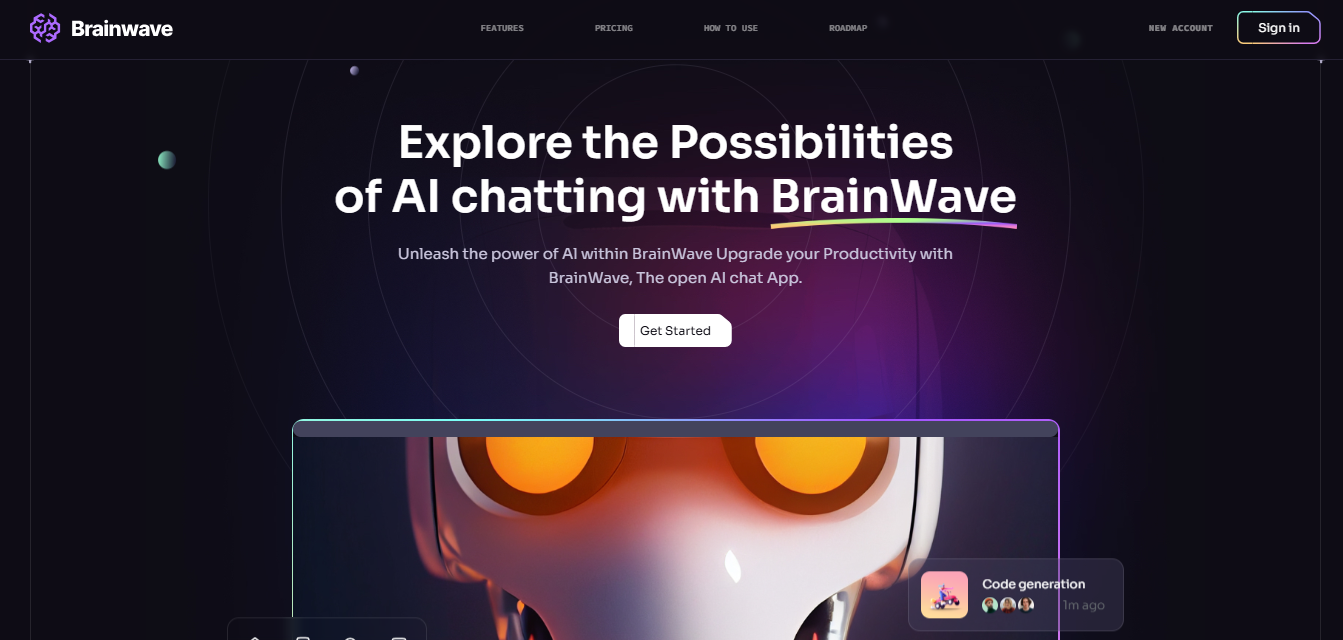 Brainwave
FEATURES
PRICING
HOW TO USE
ROADMAP
NEW ACCOUNT
Sign in
Explore the Possibilities
of AI chatting with BrainWave
Unleash the power of AI within BrainWave Upgrade your Productivity with
BrainWave, The open AI chat App.
Get Started
Code generation
1m ago